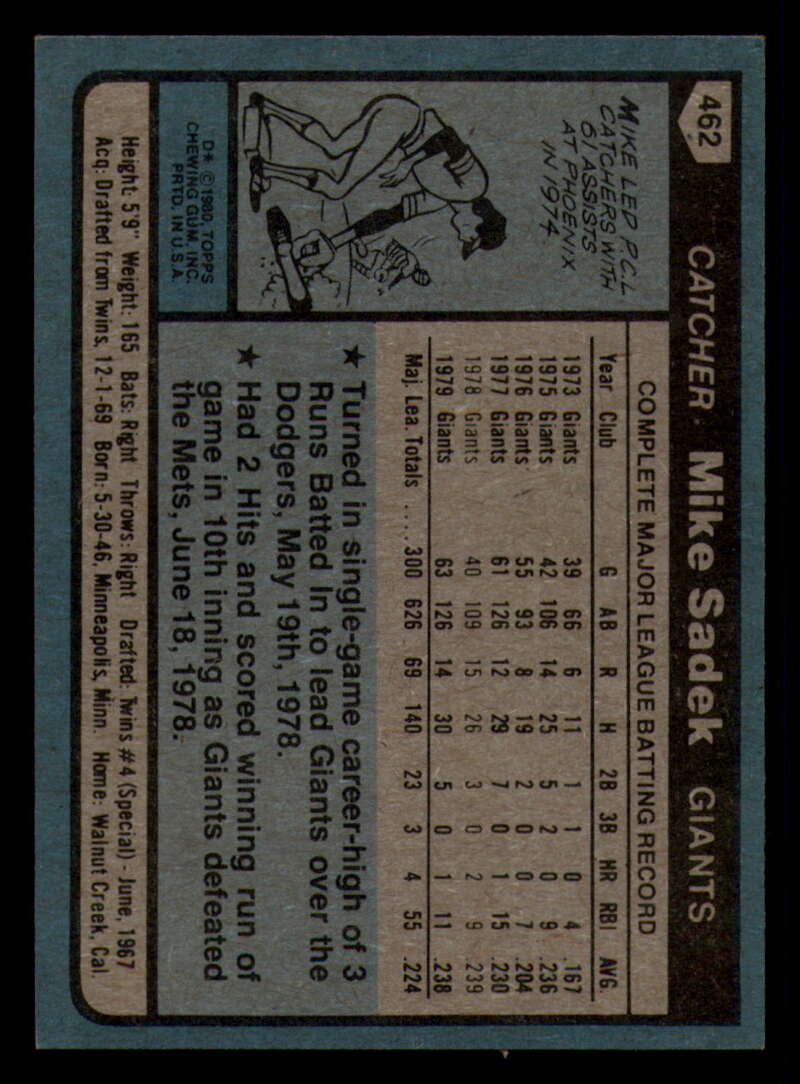 462
CATCHER Mike Sadek GIANTS
MIKE LED P.C.L.
CATCHERS WITH
61 ASSISTS
AT PHOENIX
IN 1974.
D* © 1980, TOPPS
CHEWING GUM, INC.
PRTD. IN U.S.A.
COMPLETE MAJOR LEAGUE BATTING RECORD
Year Club G AB R H 2B 3B HR RBI AVG.
1973 Giants 39 66 6 11 1 1 0 4 .167
1975 Giants 42 106 14 25 5 2 0 9 .236
1976 Giants 55 93 8 19 2 0 0 7 .204
1977 Giants 61 126 12 29 7 0 1 15 .230
1978 Giants 40 109 15 26 3 0 2 9 .239
1979 Giants 63 126 14 30 5 0 1 11 .238
Maj. Lea. Totals .... 300 626 69 140 23 3 4 55 .224
★ Turned in single-game career-high of 3
Runs Batted In to lead Giants over the
Dodgers, May 19th, 1978.
★ Had 2 Hits and scored winning run of
game in 10th inning as Giants defeated
the Mets, June 18, 1978.
Height: 5'9" Weight: 165 Bats: Right Throws: Right Drafted: Twins #4 (Special) - June, 1967
Acq: Drafted from Twins, 12-1-69 Born: 5-30-46, Minneapolis, Minn. Home: Walnut Creek, Cal.